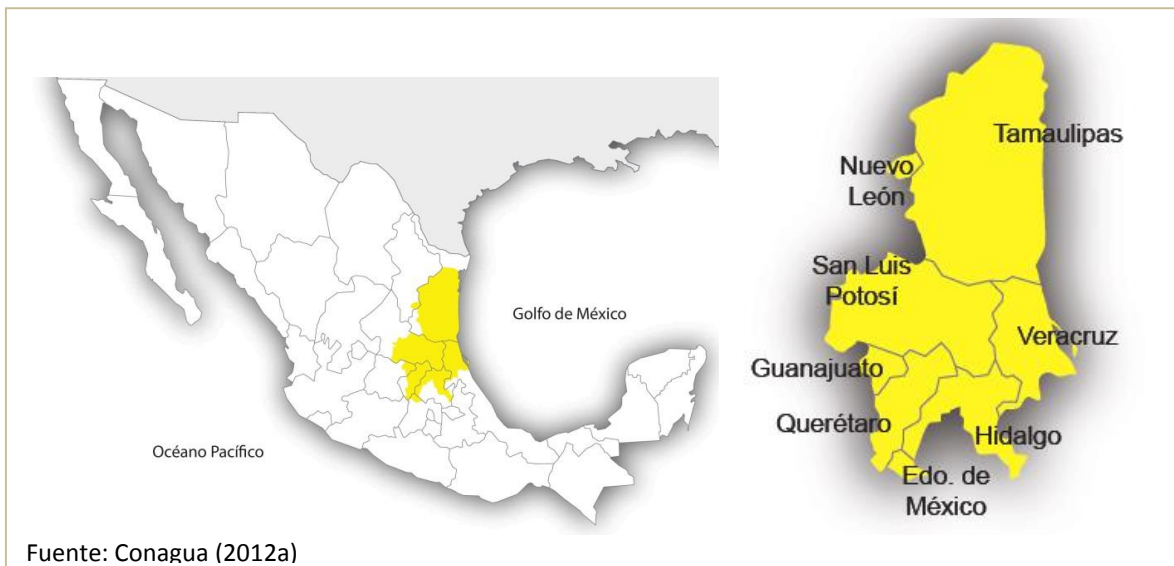 Golfo de México
Océano Pacífico
Tamaulipas
Nuevo
León
San Luis
Potosí
Veracruz
Guanajuato
Querétaro
Hidalgo
Edo. de
México
Fuente: Conagua (2012a)